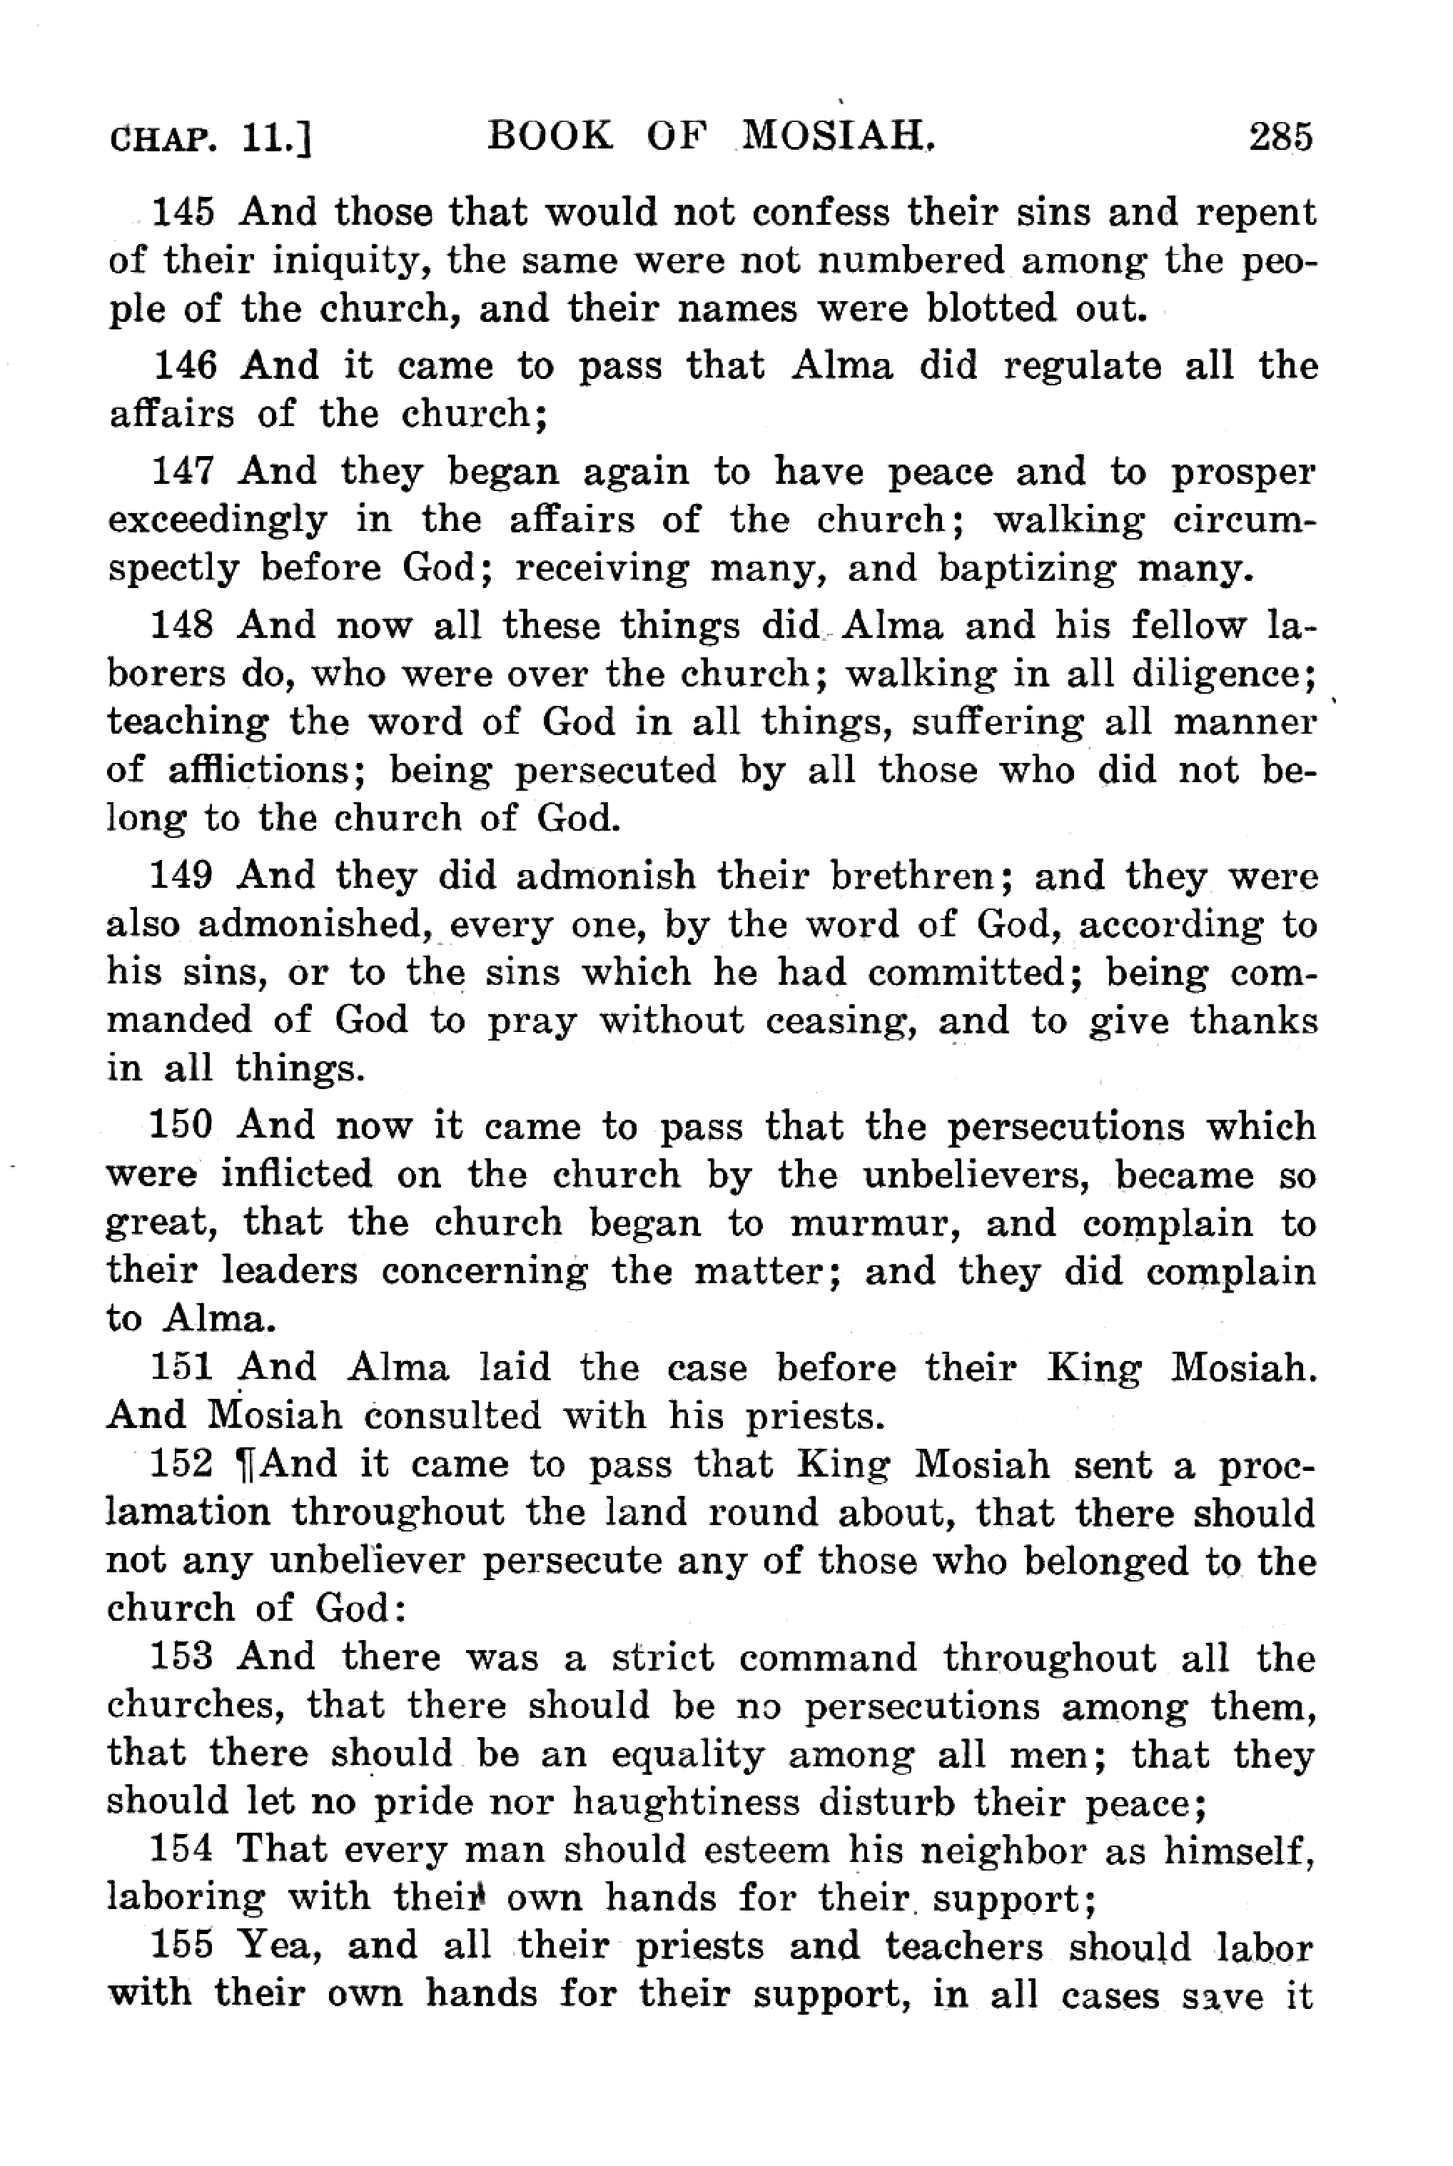 CHAP. 11.] BOOK OF MOSIAH. 285
145 And those that would not confess their sins and repent
of their iniquity, the same were not numbered among the peo-
ple of the church, and their names were blotted out.
146 And it came to pass that Alma did regulate all the
affairs of the church;
147 And they began again to have peace and to prosper
exceedingly in the affairs of the church; walking circum-
spectly before God; receiving many, and baptizing many.
148 And now all these things did Alma and his fellow la-
borers do, who were over the church; walking in all diligence;
teaching the word of God in all things, suffering all manner
of afflictions; being persecuted by all those who did not be-
long to the church of God.
149 And they did admonish their brethren; and they were
also admonished, every one, by the word of God, according to
his sins, or to the sins which he had committed; being com-
manded of God to pray without ceasing, and to give thanks
in all things.
150 And now it came to pass that the persecutions which
were inflicted on the church by the unbelievers, became so
great, that the church began to murmur, and complain to
their leaders concerning the matter; and they did complain
to Alma.
151 And Alma laid the case before their King Mosiah.
And Mosiah consulted with his priests.
152 ¶And it came to pass that King Mosiah sent a proc-
lamation throughout the land round about, that there should
not any unbeliever persecute any of those who belonged to the
church of God:
153 And there was a strict command throughout all the
churches, that there should be no persecutions among them,
that there should be an equality among all men; that they
should let no pride nor haughtiness disturb their peace;
154 That every man should esteem his neighbor as himself,
laboring with their own hands for their support;
155 Yea, and all their priests and teachers should labor
with their own hands for their support, in all cases save it